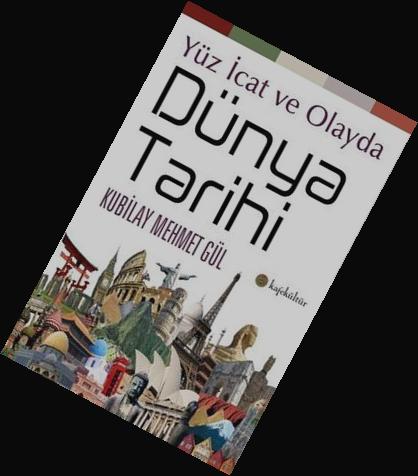 Yüz İcat ve Olayda
Dünya
Tarihi
KUBİLAY MEHMET GÜL
kafekültür